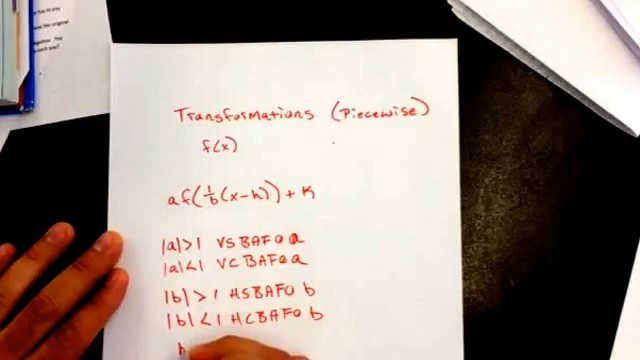 Transformations (Piecewise)
f(x)
af(1/b(x-h))+K
|a|>1 VSBAFO a
|a|<1 VCBAFO a
|b|>1 HSBAFO b
|b|<1 HCBAFO b